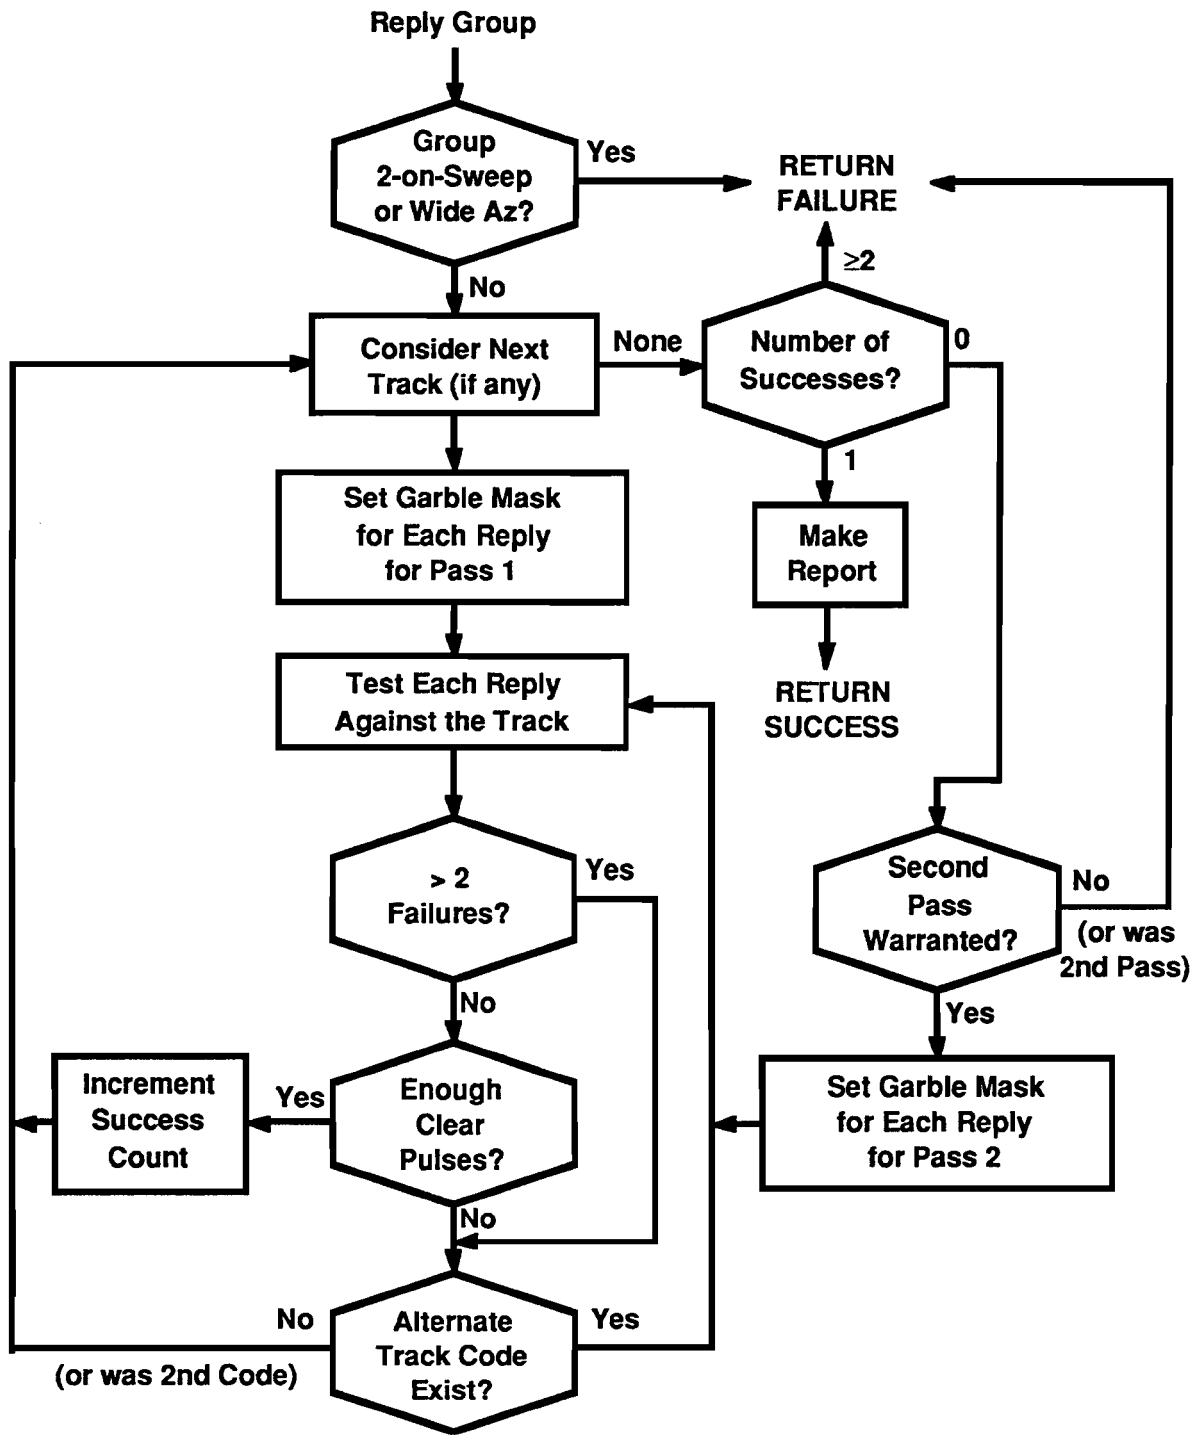 Reply Group
Group
2-on-Sweep
or Wide Az?
Yes
RETURN
FAILURE
No
≥2
Consider Next
Track (if any)
None
Number of
Successes?
0
1
Set Garble Mask
for Each Reply
for Pass 1
Make
Report
Test Each Reply
Against the Track
RETURN
SUCCESS
> 2
Failures?
Yes
Second
Pass
Warranted?
No
(or was
2nd Pass)
No
Yes
Increment
Success
Count
Yes
Enough
Clear
Pulses?
Set Garble Mask
for Each Reply
for Pass 2
No
No
(or was 2nd Code)
Alternate
Track Code
Exist?
Yes